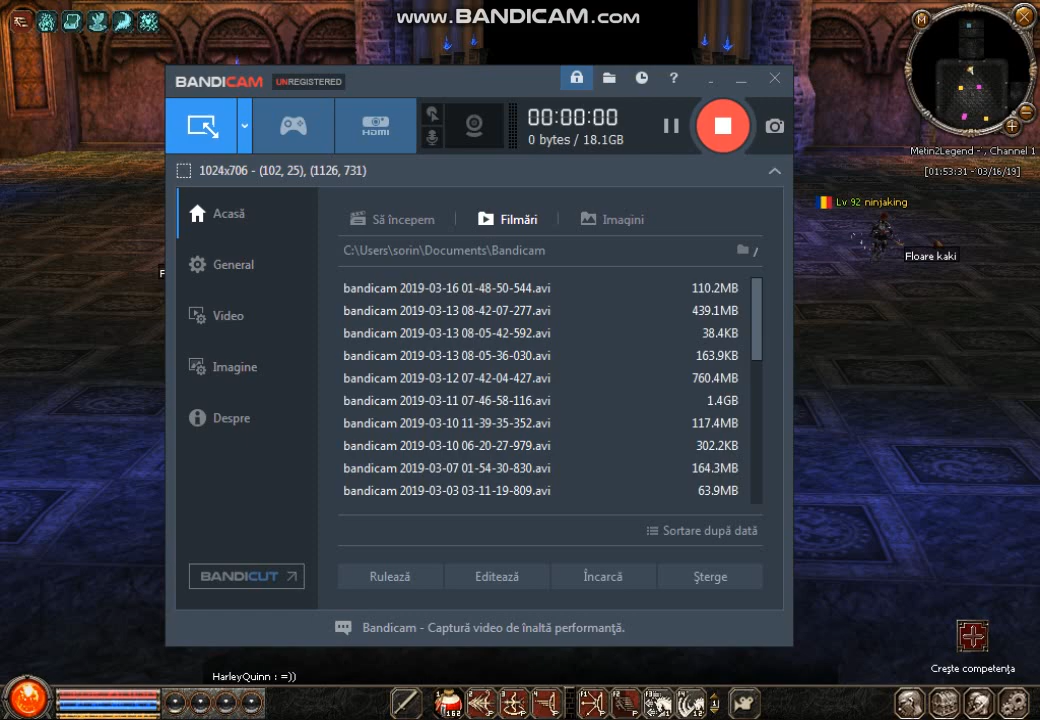 www.BANDICAM.com
BANDICAM UNREGISTERED
?
HDMI
00:00:00
0 bytes / 18.1GB
M
Metin2Legend - , Channel 1
[01:53:31 - 03/16/19]
1024x706 - (102, 25), (1126, 731)
Lv 92 ninjaking
Floare kaki
Acasă
General
Video
Imagine
Despre
Să începem
Filmări
Imagini
C:\Users\sorin\Documents\Bandicam
/
bandicam 2019-03-16 01-48-50-544.avi 110.2MB
bandicam 2019-03-13 08-42-07-277.avi 439.1MB
bandicam 2019-03-13 08-05-42-592.avi 38.4KB
bandicam 2019-03-13 08-05-36-030.avi 163.9KB
bandicam 2019-03-12 07-42-04-427.avi 760.4MB
bandicam 2019-03-11 07-46-58-116.avi 1.4GB
bandicam 2019-03-10 11-39-35-352.avi 117.4MB
bandicam 2019-03-10 06-20-27-979.avi 302.2KB
bandicam 2019-03-07 01-54-30-830.avi 164.3MB
bandicam 2019-03-03 03-11-19-809.avi 63.9MB
Sortare după dată
BANDICUT
Rulează
Editează
Încarcă
Şterge
Bandicam - Captură video de înaltă performanţă.
Creşte competenţa
HarleyQuinn : =))
162